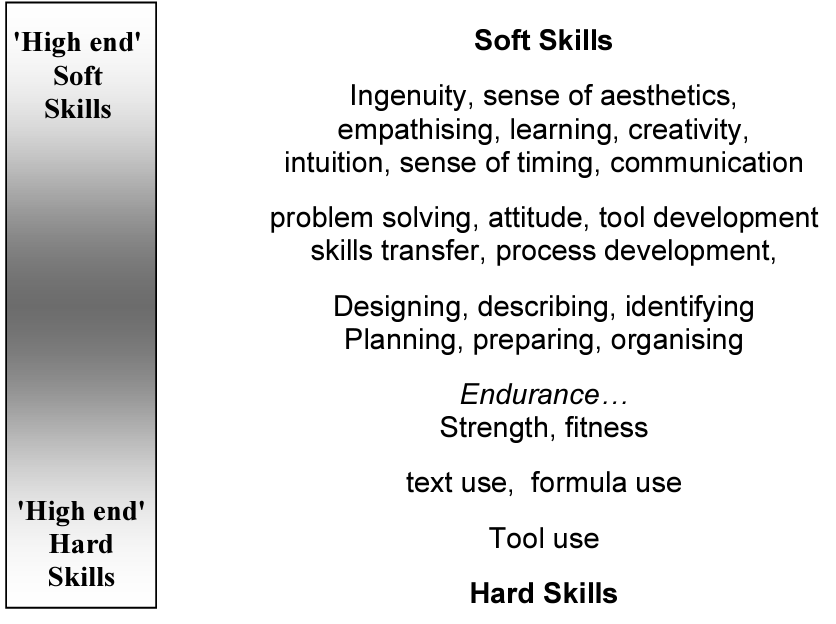 'High end'
Soft
Skills
Soft Skills
Ingenuity, sense of aesthetics,
empathising, learning, creativity,
intuition, sense of timing, communication
problem solving, attitude, tool development
skills transfer, process development,
Designing, describing, identifying
Planning, preparing, organising
Endurance…
Strength, fitness
text use,  formula use
Tool use
Hard Skills
'High end'
Hard
Skills